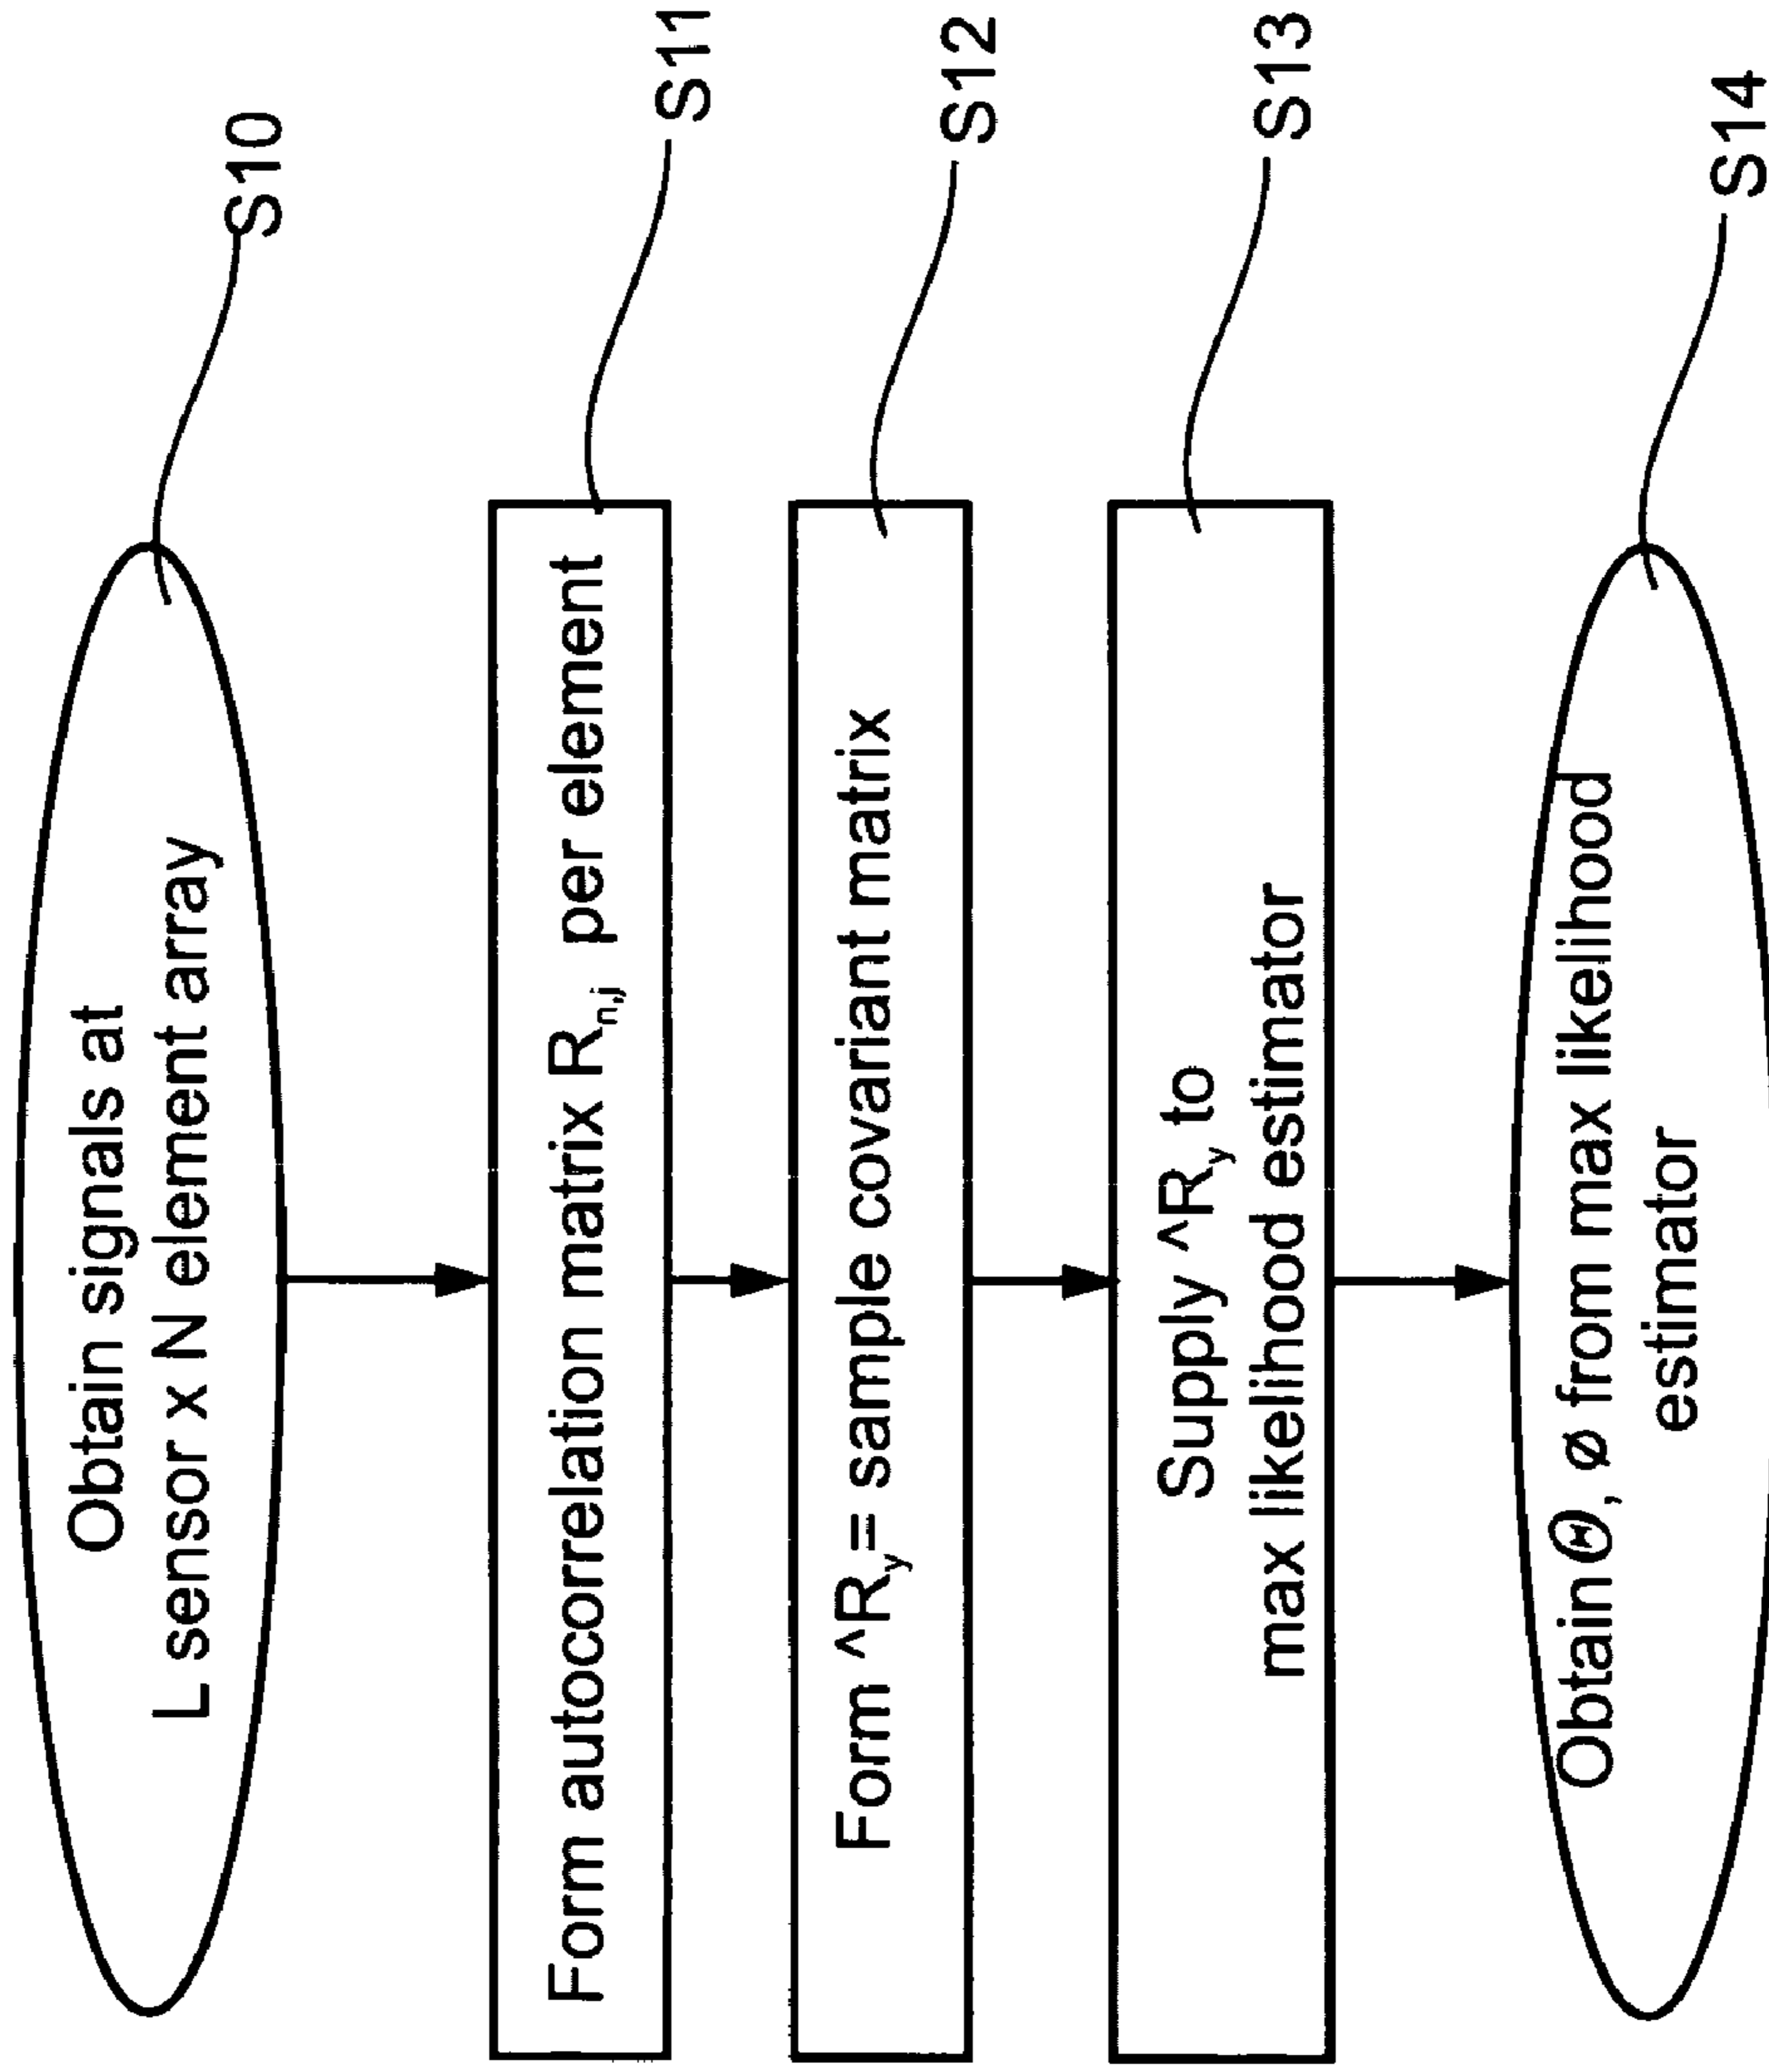 Obtain signals at
L sensor x N element array
S10
Form autocorrelation matrix R n,j per element
S11
Form ^Ry= sample covariant matrix
S12
Supply ^Ry to
max likelihood estimator
S13
Obtain Θ, ø from max likelihood
estimator
S14